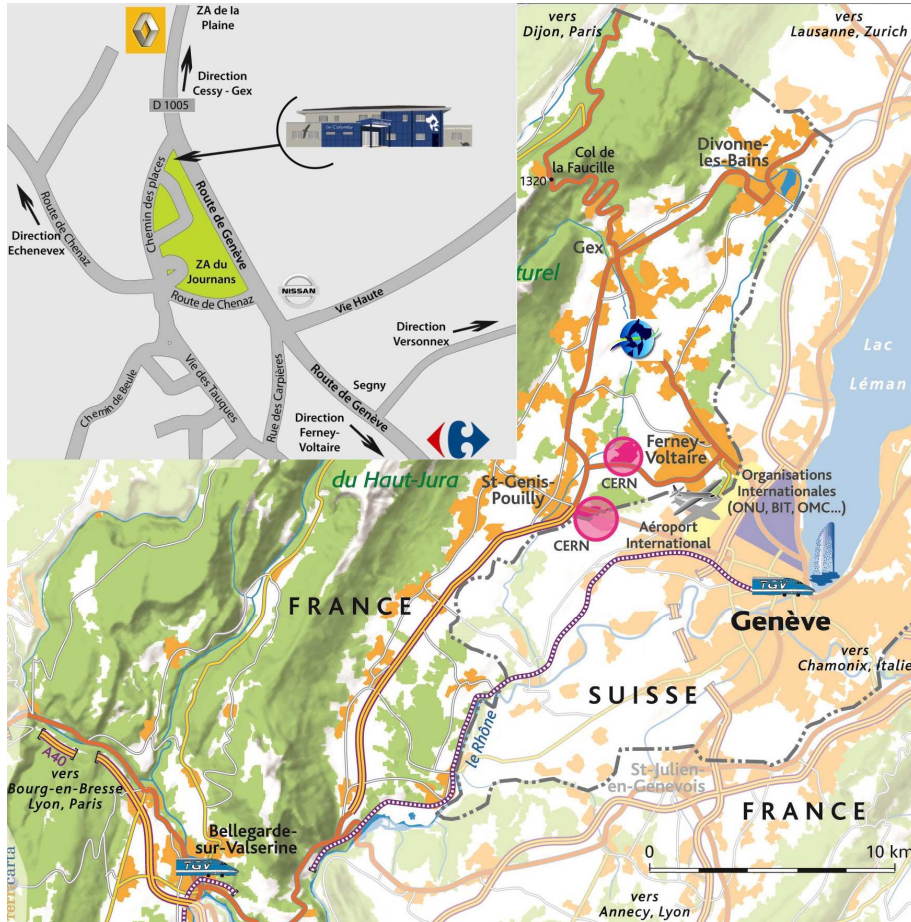 ZA de la
Plaine
Direction
Cessy - Gex
D 1005
Chemin des places
Route de Genève
Route de Chenaz
Direction
Echenevex
ZA du
Journans
Route de Chenaz
NISSAN
Vie Haute
Direction
Versonnex
Chemin de Beule
Vie des Tauques
Rue des Carpières
Route de Genève
Segny
Direction
Ferney-
Voltaire
vers
Dijon, Paris
vers
Lausanne, Zurich
Col de
la Faucille
1320
Divonne-
les-Bains
Gex
turel
Lac
Léman
du Haut-Jura
St-Genis-
Pouilly
CERN
Ferney-
Voltaire
CERN
Organisations
Internationales
(ONU, BIT, OMC...)
Aéroport
International
TGV
Genève
FRANCE
vers
Chamonix, Italie
SUISSE
le Rhône
A40
vers
Bourg-en-Bresse
Lyon, Paris
St-Julien-
en-Genevois
FRANCE
Bellegarde-
sur-Valserine
TGV
0 10 km
vers
Annecy, Lyon